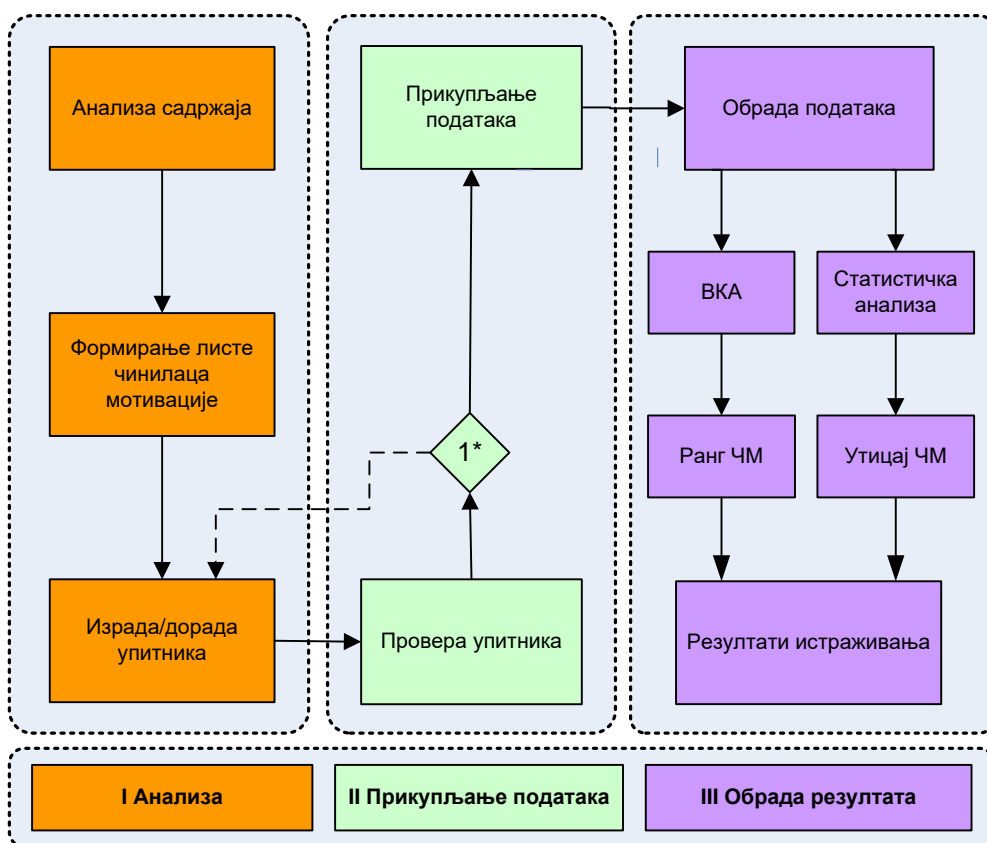 Анализа садржаја
Формирање листе
чинилаца
мотивације
Израда/дорада
упитника
Прикупљање
података
1*
Провера упитника
Обрада података
ВКА
Статистичка
анализа
Ранг ЧМ
Утицај ЧМ
Резултати истраживања
I Анализа
II Прикупљање података
III Обрада резултата